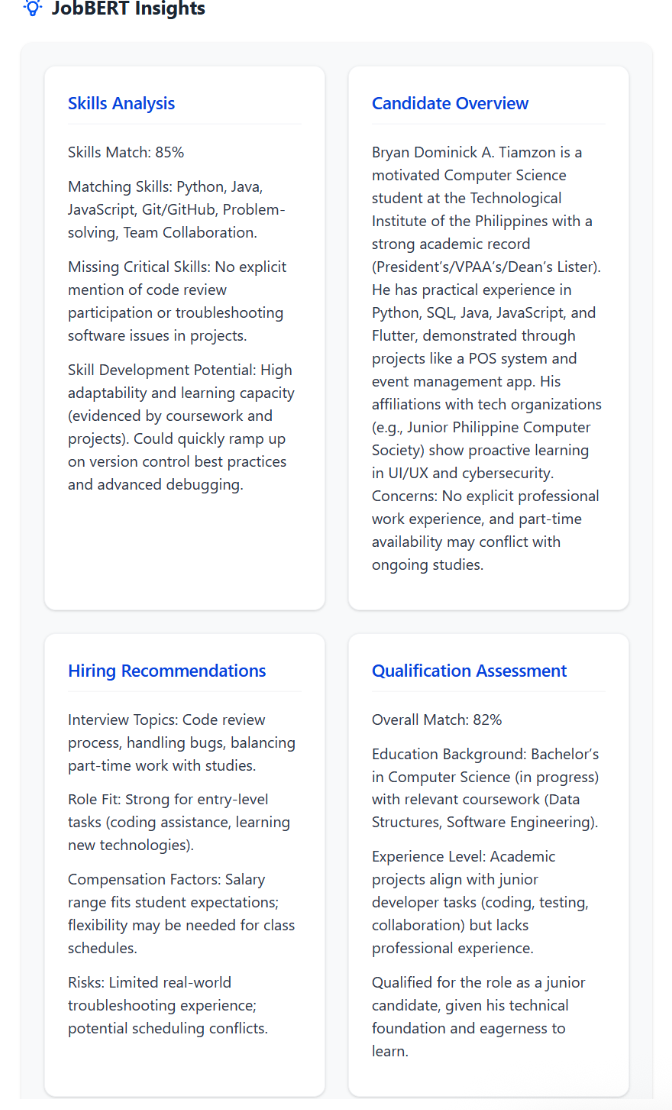 JobBERT Insights
Skills Analysis
Skills Match: 85%
Matching Skills: Python, Java,
JavaScript, Git/GitHub, Problem-
solving, Team Collaboration.
Missing Critical Skills: No explicit
mention of code review
participation or troubleshooting
software issues in projects.
Skill Development Potential: High
adaptability and learning capacity
(evidenced by coursework and
projects). Could quickly ramp up
on version control best practices
and advanced debugging.
Candidate Overview
Bryan Dominick A. Tiamzon is a
motivated Computer Science
student at the Technological
Institute of the Philippines with a
strong academic record
(President’s/VPAA’s/Dean’s Lister).
He has practical experience in
Python, SQL, Java, JavaScript, and
Flutter, demonstrated through
projects like a POS system and
event management app. His
affiliations with tech organizations
(e.g., Junior Philippine Computer
Society) show proactive learning
in UI/UX and cybersecurity.
Concerns: No explicit professional
work experience, and part-time
availability may conflict with
ongoing studies.
Hiring Recommendations
Interview Topics: Code review
process, handling bugs, balancing
part-time work with studies.
Role Fit: Strong for entry-level
tasks (coding assistance, learning
new technologies).
Compensation Factors: Salary
range fits student expectations;
flexibility may be needed for class
schedules.
Risks: Limited real-world
troubleshooting experience;
potential scheduling conflicts.
Qualification Assessment
Overall Match: 82%
Education Background: Bachelor’s
in Computer Science (in progress)
with relevant coursework (Data
Structures, Software Engineering).
Experience Level: Academic
projects align with junior
developer tasks (coding, testing,
collaboration) but lacks
professional experience.
Qualified for the role as a junior
candidate, given his technical
foundation and eagerness to
learn.